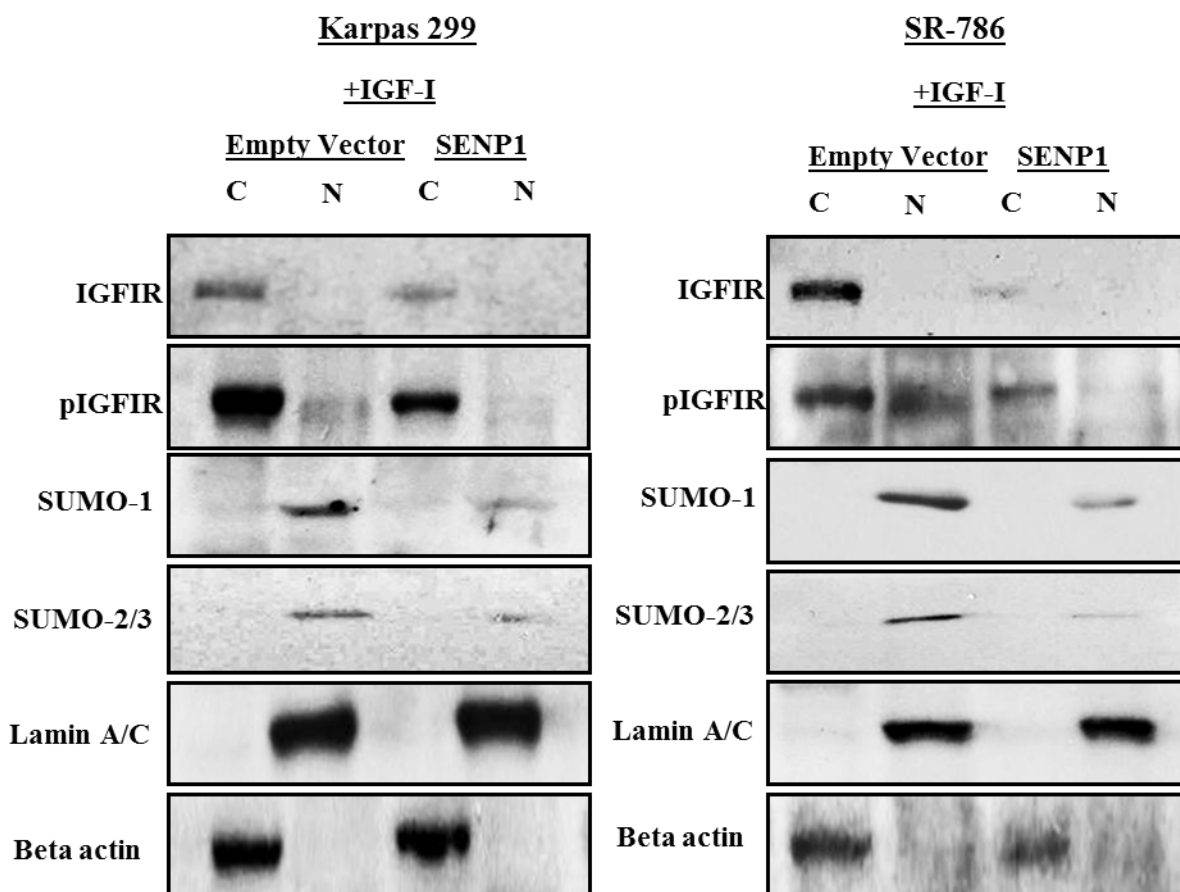 Karpas 299
+IGF-I
Empty Vector SENP1
C N C N
IGFIR
pIGFIR
SUMO-1
SUMO-2/3
Lamin A/C
Beta actin
SR-786
+IGF-I
Empty Vector SENP1
C N C N
IGFIR
pIGFIR
SUMO-1
SUMO-2/3
Lamin A/C
Beta actin